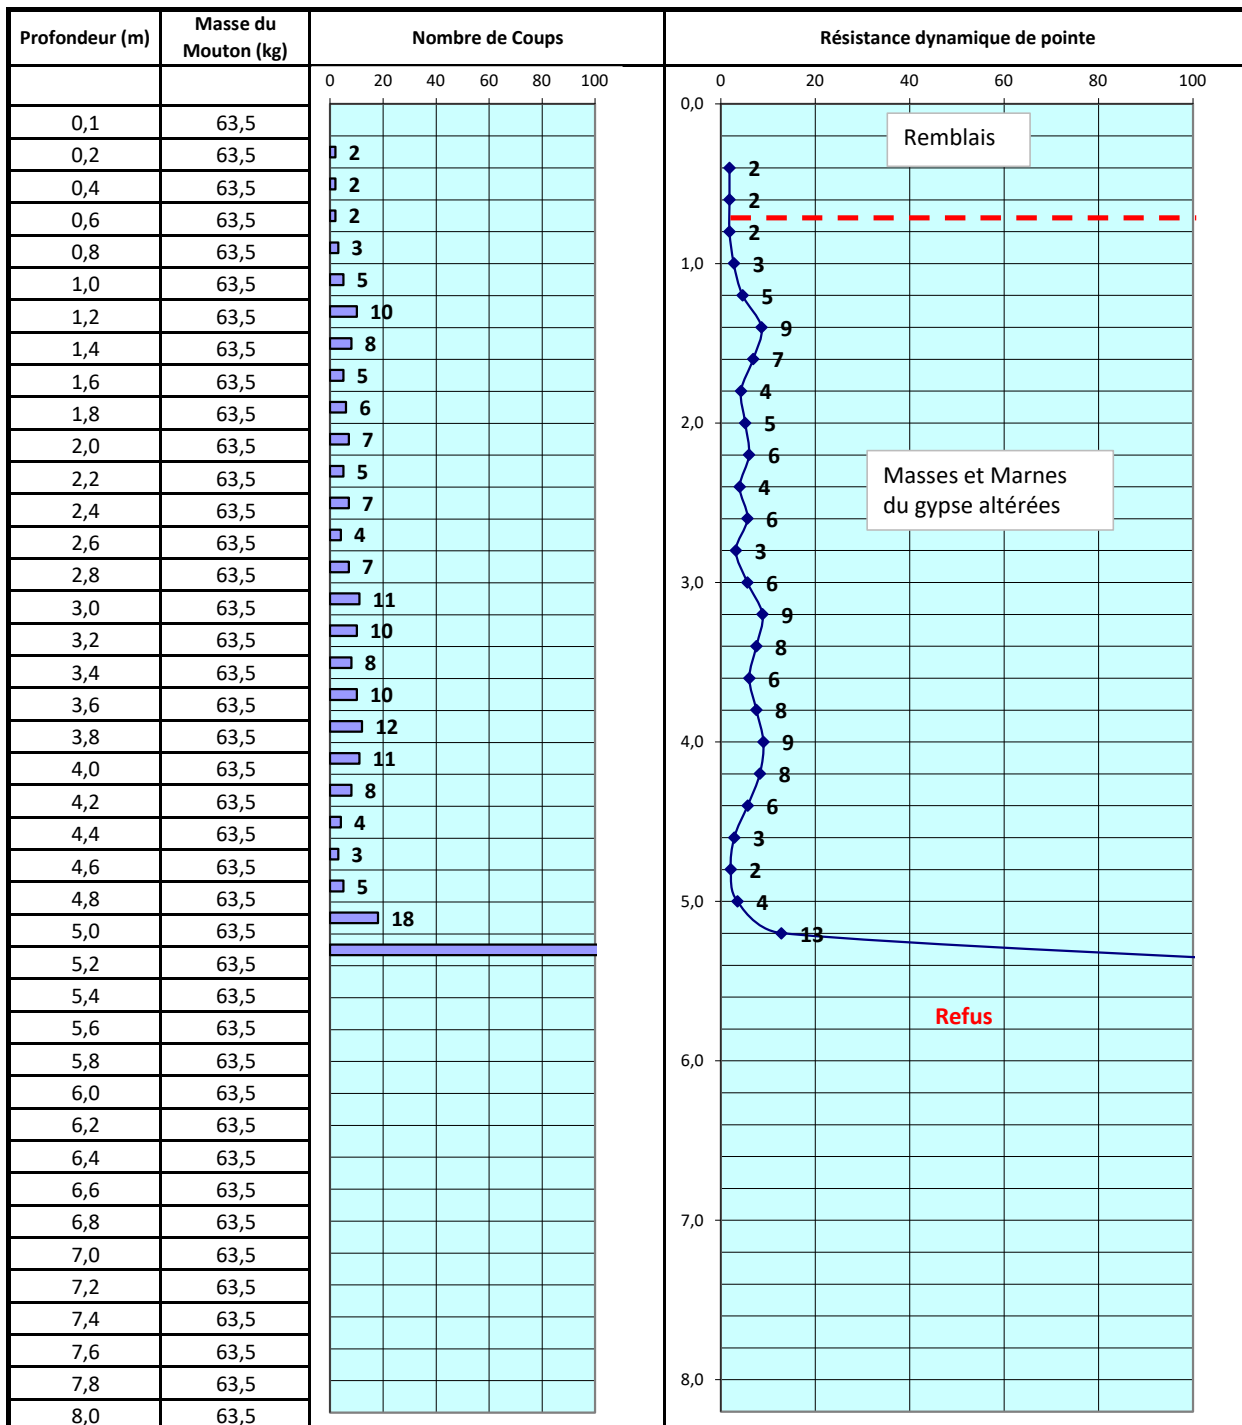 Profondeur (m) Masse du Mouton (kg) Nombre de Coups Résistance dynamique de pointe
0 20 40 60 80 100 0 20 40 60 80 100
0,0
0,1 63,5
Remblais
0,2 63,5 2
2
0,4 63,5 2
2
0,6 63,5 2
2
0,8 63,5 3
1,0 3
1,0 63,5 5
5
1,2 63,5 10
9
1,4 63,5 8
7
1,6 63,5 5
4
1,8 63,5 6
2,0 5
2,0 63,5 7
6
2,2 63,5 5
Masses et Marnes
du gypse altérées
4
2,4 63,5 7
6
2,6 63,5 4
3
2,8 63,5 7
3,0 6
3,0 63,5 11
9
3,2 63,5 10
8
3,4 63,5 8
6
3,6 63,5 10
8
3,8 63,5 12
4,0 9
4,0 63,5 11
8
4,2 63,5 8
6
4,4 63,5 4
3
4,6 63,5 3
2
4,8 63,5 5
5,0 4
5,0 63,5 18
13
5,2 63,5
5,4 63,5
Refus
5,6 63,5
5,8 63,5
6,0
6,0 63,5
6,2 63,5
6,4 63,5
6,6 63,5
6,8 63,5
7,0
7,0 63,5
7,2 63,5
7,4 63,5
7,6 63,5
7,8 63,5
8,0
8,0 63,5